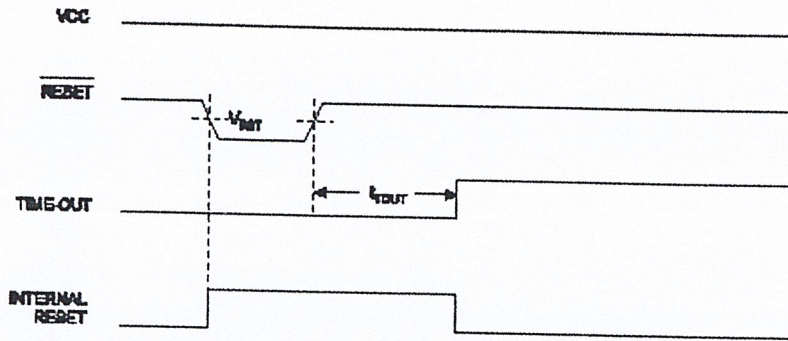 VCC
RESET
VRST
tTOUT
TIME-OUT
INTERNAL
RESET